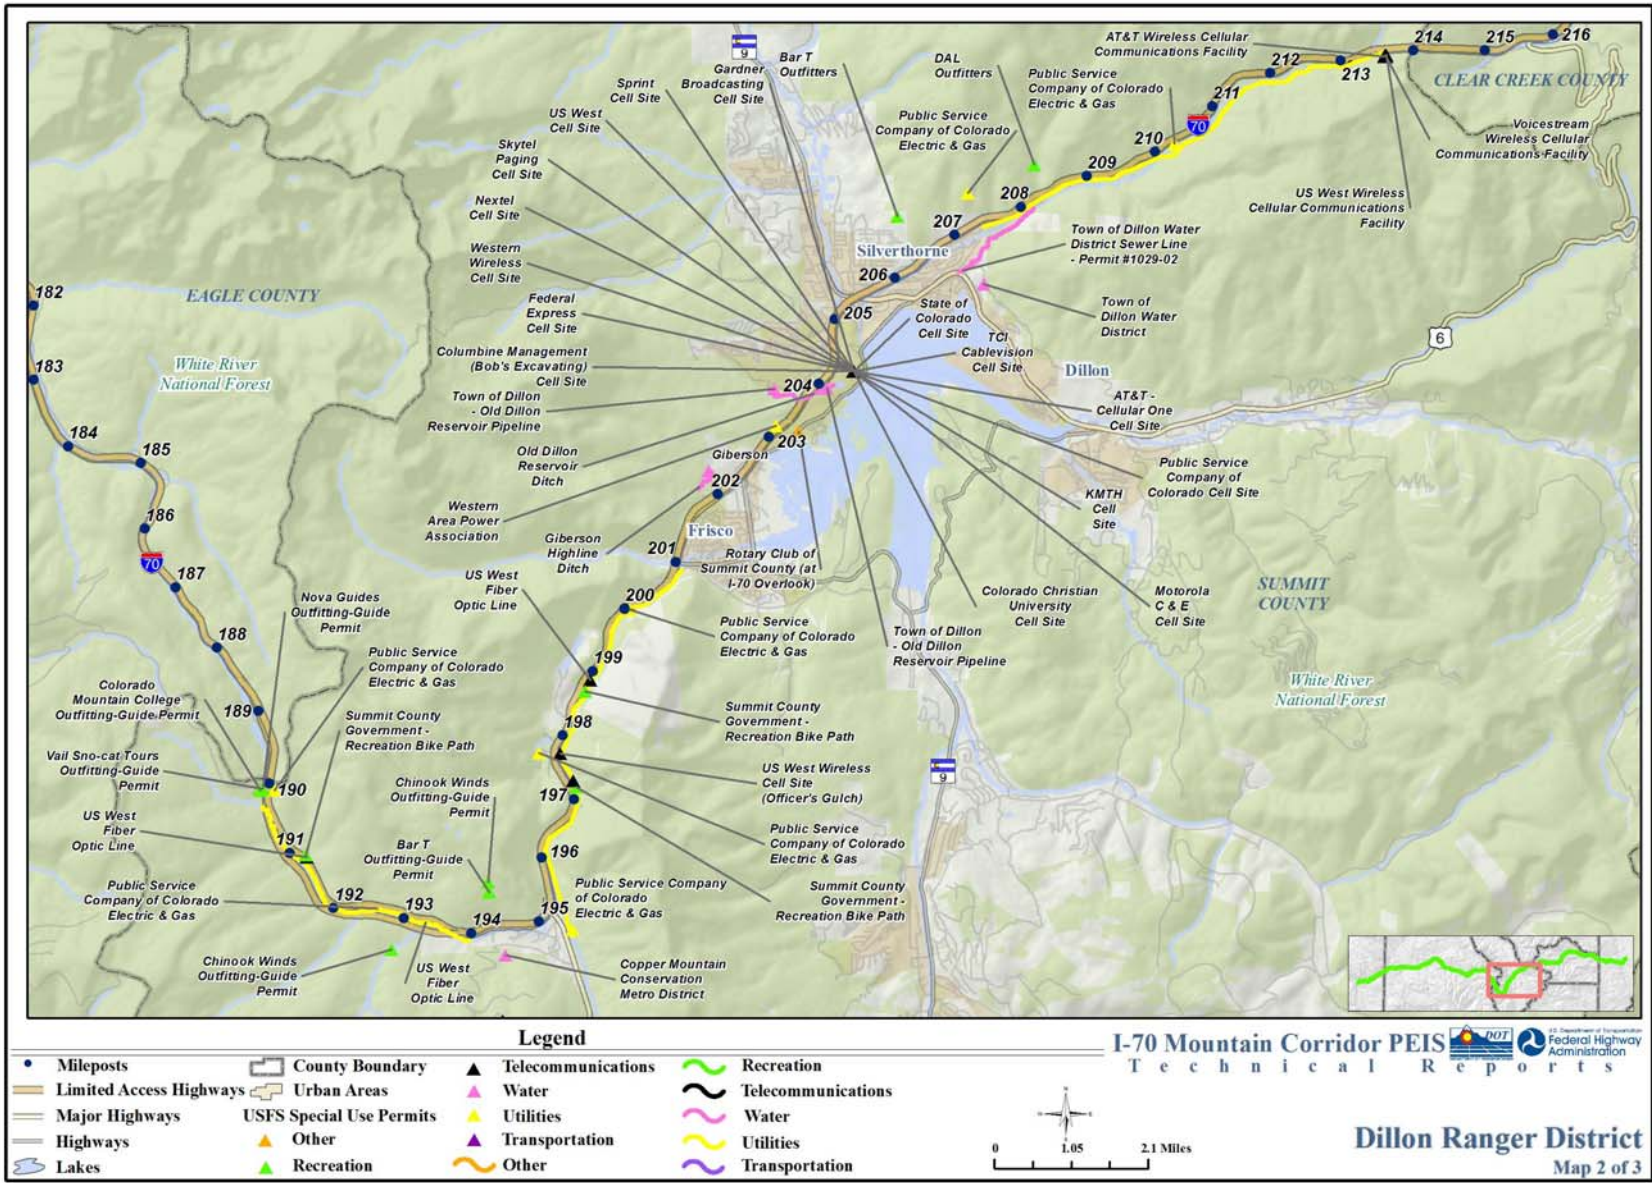 9
Gardner
Broadcasting
Cell Site
Bar T
Outfitters
DAL
Outfitters
AT&T Wireless Cellular
Communications Facility
Public Service
Company of Colorado
Electric & Gas
212
213
214
215
216
CLEAR CREEK COUNTY
Sprint
Cell Site
US West
Cell Site
Skytel
Paging
Cell Site
Nextel
Cell Site
Western
Wireless
Cell Site
Federal
Express
Cell Site
Columbine Management
(Bob's Excavating)
Cell Site
Town of Dillon
- Old Dillon
Reservoir Pipeline
Old Dillon
Reservoir
Ditch
Western
Area Power
Association
Giberson
Highline
Ditch
Public Service
Company of Colorado
Electric & Gas
211
70
210
209
208
207
206
205
204
203
202
201
200
199
198
197
196
195
194
193
192
191
190
189
188
187
70
186
185
184
183
182
Voicestream
Wireless Cellular
Communications Facility
US West Wireless
Cellular Communications
Facility
Silverthorne
Town of Dillon Water
District Sewer Line
- Permit #1029-02
Town of
Dillon Water
District
State of
Colorado
Cell Site
TCI
Cablevision
Cell Site
Dillon
6
AT&T -
Cellular One
Cell Site
Public Service
Company of
Colorado Cell Site
KMTH
Cell
Site
Motorola
C & E
Cell Site
Colorado Christian
University
Cell Site
EAGLE COUNTY
White River
National Forest
SUMMIT
COUNTY
White River
National Forest
Giberson
Frisco
Rotary Club of
Summit County (at
I-70 Overlook)
US West
Fiber
Optic Line
Public Service
Company of Colorado
Electric & Gas
Town of Dillon
- Old Dillon
Reservoir Pipeline
Nova Guides
Outfitting-Guide
Permit
Public Service
Company of Colorado
Electric & Gas
Colorado
Mountain College
Outfitting-Guide Permit
Summit County
Government -
Recreation Bike Path
Vail Sno-cat Tours
Outfitting-Guide
Permit
US West
Fiber
Optic Line
Public Service
Company of Colorado
Electric & Gas
Chinook Winds
Outfitting-Guide
Permit
Bar T
Outfitting-Guide
Permit
Chinook Winds
Outfitting-Guide
Permit
US West
Fiber
Optic Line
Public Service Company
of Colorado
Electric & Gas
Copper Mountain
Conservation
Metro District
Summit County
Government -
Recreation Bike Path
US West Wireless
Cell Site
(Officer's Gulch)
Public Service
Company of Colorado
Electric & Gas
Summit County
Government -
Recreation Bike Path
9
Legend
Mileposts
Limited Access Highways
Major Highways
Highways
Lakes
County Boundary
Urban Areas
USFS Special Use Permits
Other
Recreation
Telecommunications
Water
Utilities
Transportation
Other
Recreation
Telecommunications
Water
Utilities
Transportation
0 1.05 2.1 Miles
I-70 Mountain Corridor PEIS
Technical Reports
DOT
U.S. Department of Transportation
Federal Highway
Administration
Dillon Ranger District
Map 2 of 3